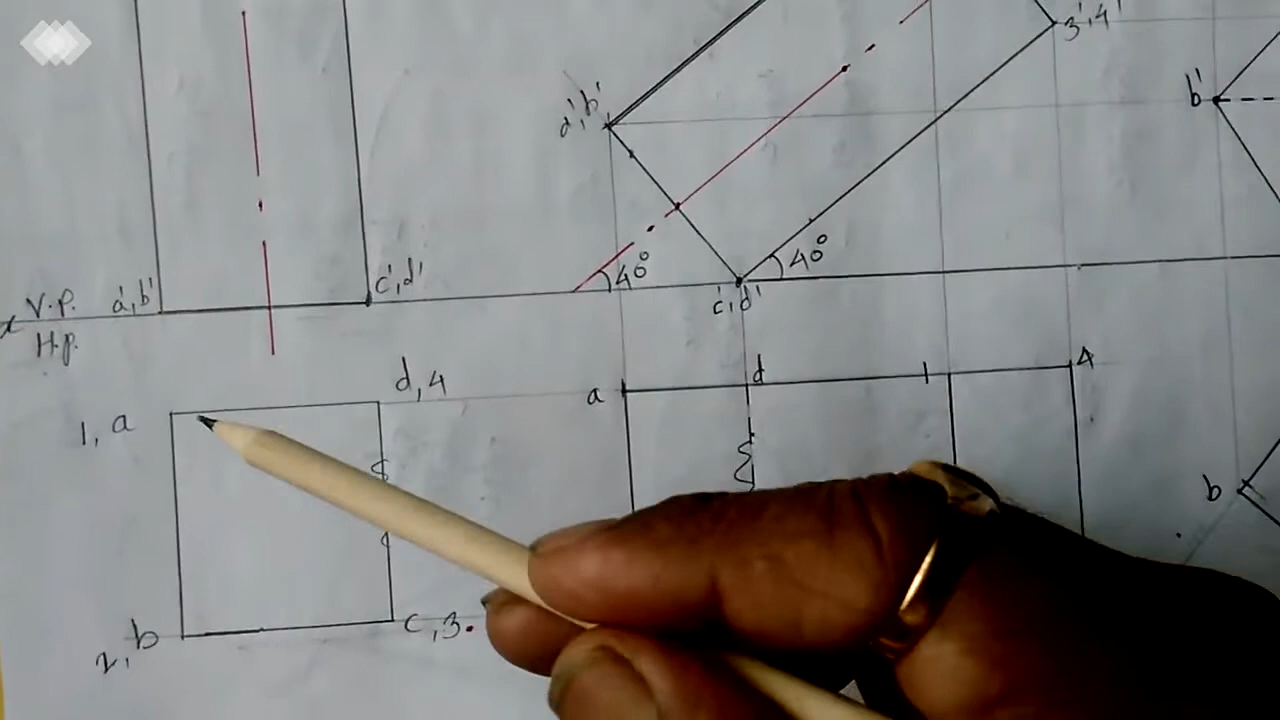 3',4'
b'
a',b'
40°
40°
c',d'
c',d'
x V.P. a',b'
H.P.
d,4
d
1
4
a
1, a
b
2,b
c,3.